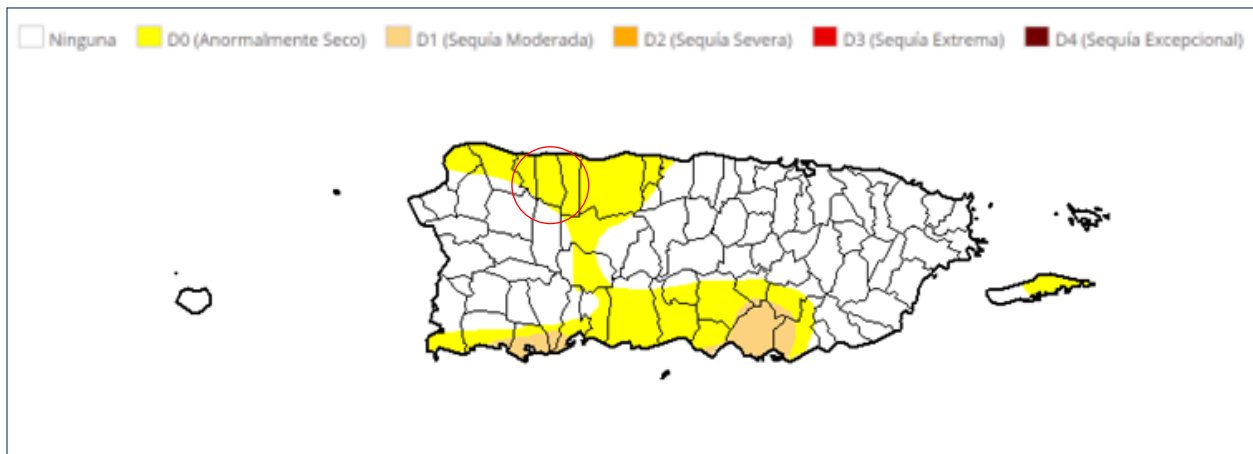 Ninguna D0 (Anormalmente Seco) D1 (Sequía Moderada) D2 (Sequía Severa) D3 (Sequía Extrema) D4 (Sequía Excepcional)